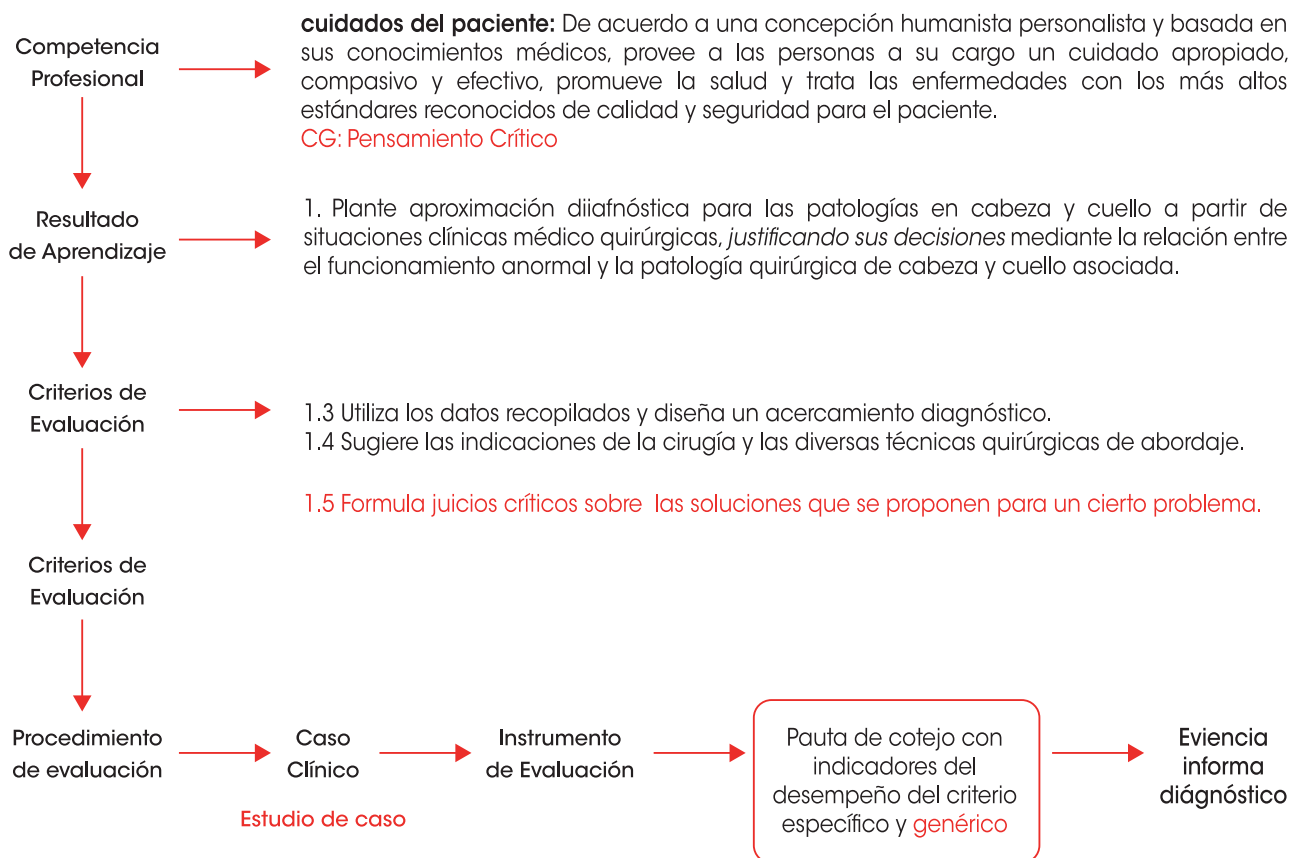 Competencia
Profesional
cuidados del paciente: De acuerdo a una concepción humanista personalista y basada en
sus conocimientos médicos, provee a las personas a su cargo un cuidado apropiado,
compasivo y efectivo, promueve la salud y trata las enfermedades con los más altos
estándares reconocidos de calidad y seguridad para el paciente.
CG: Pensamiento Crítico
Resultado
de Aprendizaje
1. Plante aproximación diiafnóstica para las patologías en cabeza y cuello a partir de
situaciones clínicas médico quirúrgicas, justificando sus decisiones mediante la relación entre
el funcionamiento anormal y la patología quirúrgica de cabeza y cuello asociada.
Criterios de
Evaluación
1.3 Utiliza los datos recopilados y diseña un acercamiento diagnóstico.
1.4 Sugiere las indicaciones de la cirugía y las diversas técnicas quirúrgicas de abordaje.
1.5 Formula juicios críticos sobre las soluciones que se proponen para un cierto problema.
Criterios de
Evaluación
Procedimiento
de evaluación
Caso
Clínico
Estudio de caso
Instrumento
de Evaluación
Pauta de cotejo con
indicadores del
desempeño del criterio
específico y genérico
Eviencia
informa
diágnóstico